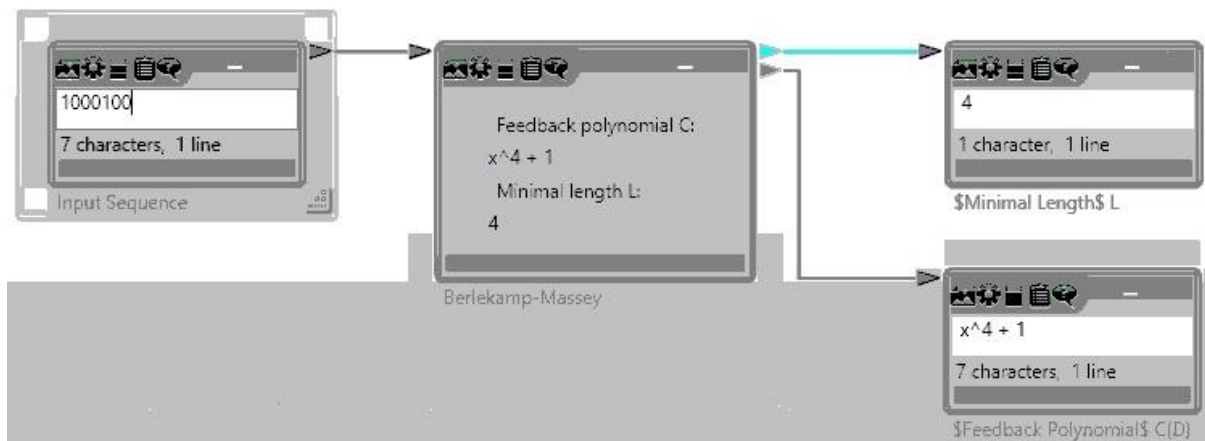 1000100
7 characters, 1 line
Input Sequence
Feedback polynomial C:
x^4 + 1
Minimal length L:
4
Berlekamp-Massey
4
1 character, 1 line
$Minimal Length$ L
x^4 + 1
7 characters, 1 line
$Feedback Polynomial$ C(D)